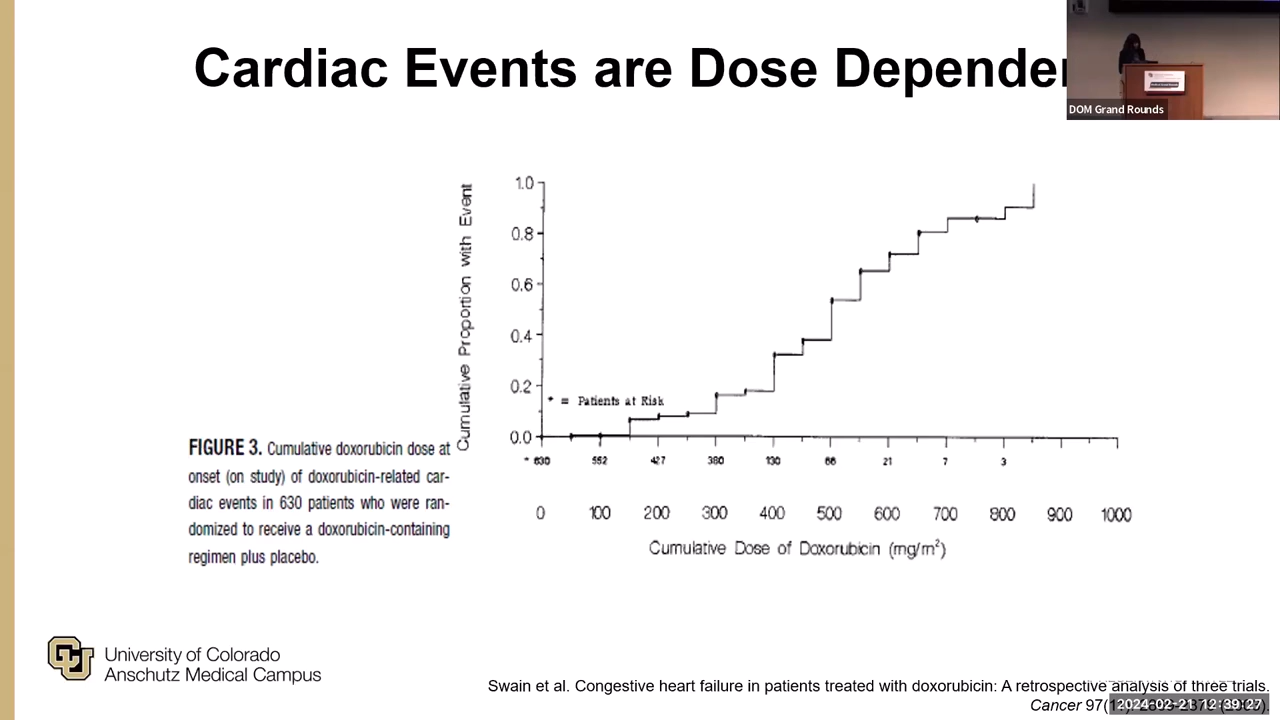 Cardiac Events are Dose Depende
DOM Grand Rounds
Cumulative Proportion with Event
1.0
0.8
0.6
0.4
0.2
0.0
* = Patients at Risk
* 630 552 427 380 130 66 21 7 3
0 100 200 300 400 500 600 700 800 900 1000
Cumulative Dose of Doxorubicin (mg/m²)
FIGURE 3. Cumulative doxorubicin dose at
onset (on study) of doxorubicin-related car-
diac events in 630 patients who were ran-
domized to receive a doxorubicin-containing
regimen plus placebo.
CU
University of Colorado
Anschutz Medical Campus
Swain et al. Congestive heart failure in patients treated with doxorubicin: A retrospective analysis of three trials.
Cancer 97(
2024-02-21 12:39:27